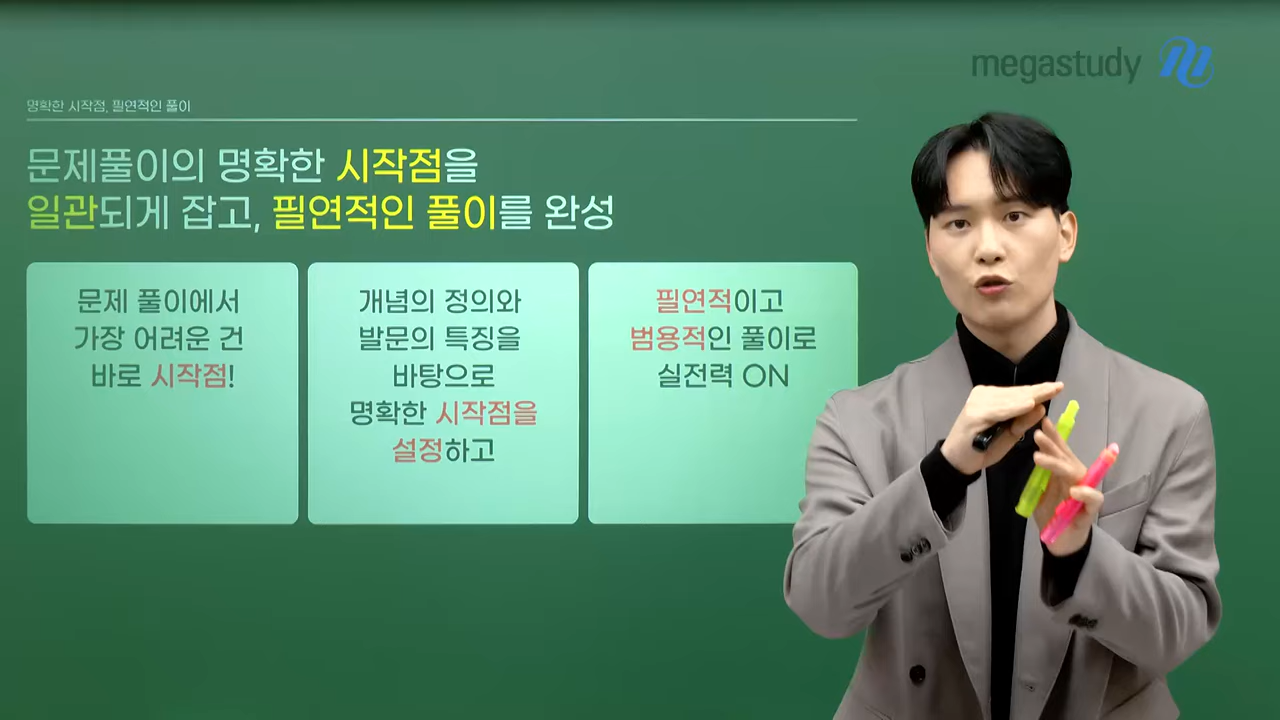 megastudy
명확한 시작점, 필연적인 풀이
문제풀이의 명확한 시작점을
일관되게 잡고, 필연적인 풀이를 완성
문제 풀이에서
가장 어려운 건
바로 시작점!
개념의 정의와
발문의 특징을
바탕으로
명확한 시작점을
설정하고
필연적이고
범용적인 풀이로
실전력 ON